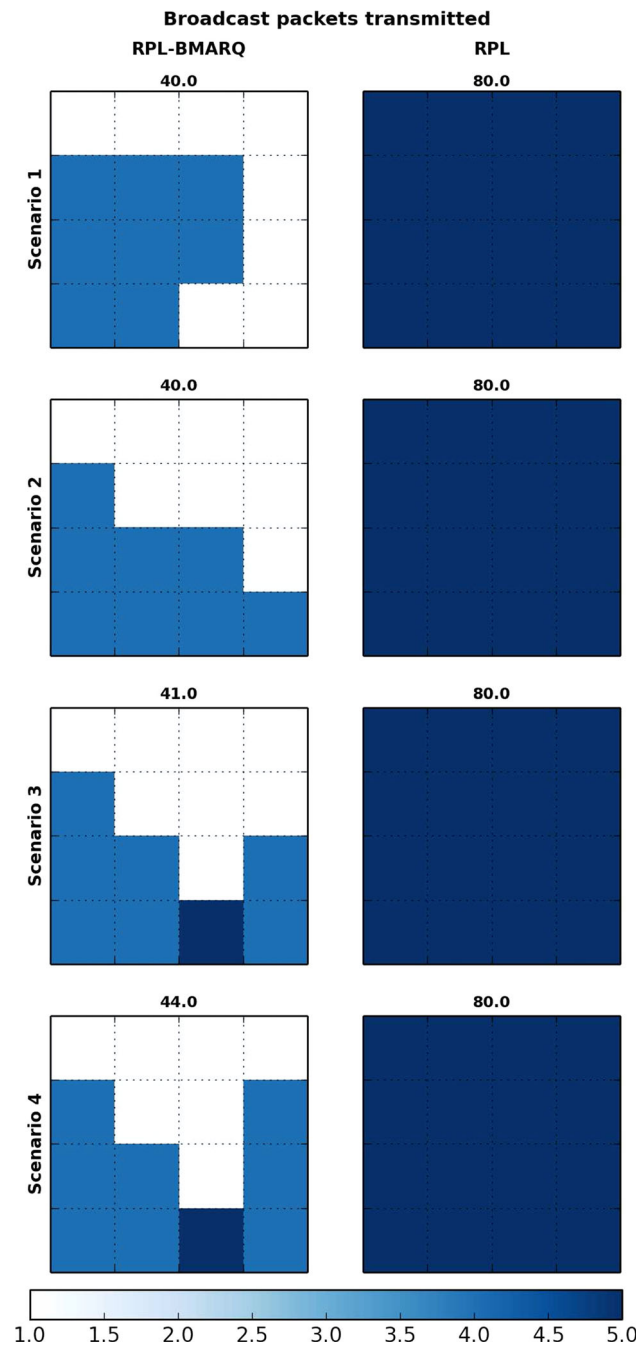 Broadcast packets transmitted
RPL-BMARQ RPL
40.0 80.0
Scenario 1
40.0 80.0
Scenario 2
41.0 80.0
Scenario 3
44.0 80.0
Scenario 4
1.0 1.5 2.0 2.5 3.0 3.5 4.0 4.5 5.0